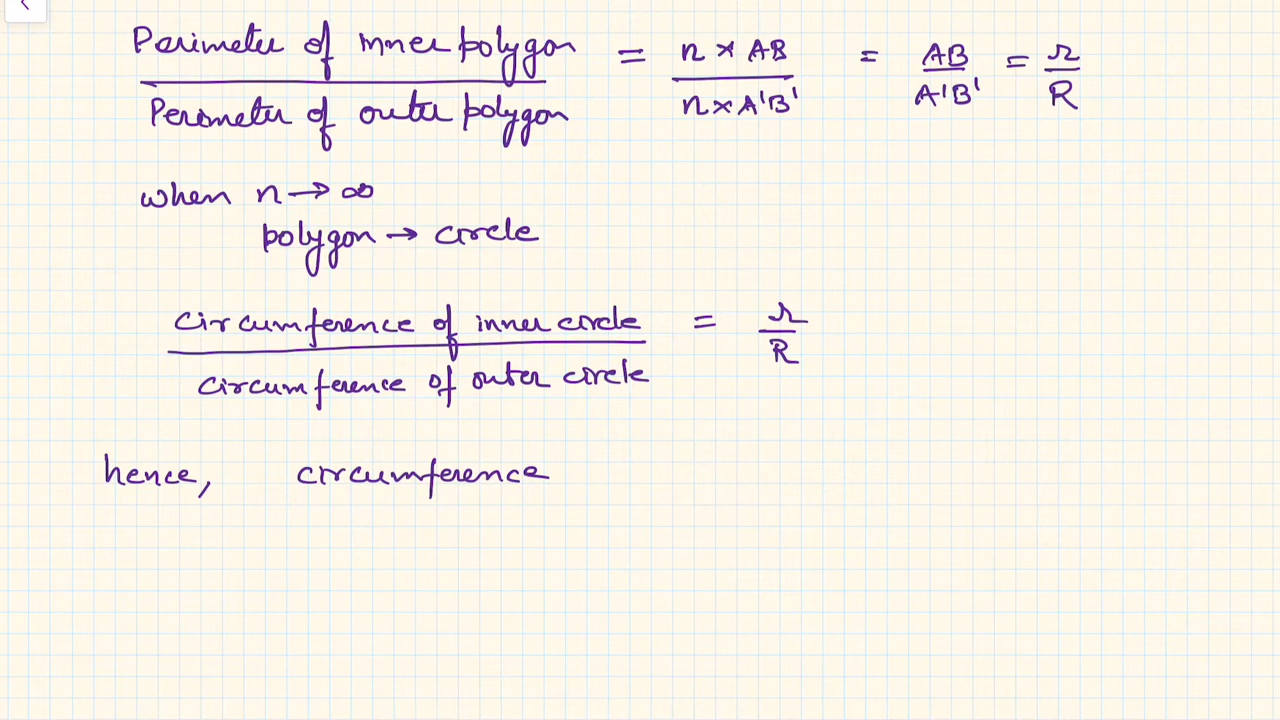 Perimeter of inner polygon / Perimeter of outer polygon = n × AB / n × A'B' = AB / A'B' = r / R
when n → ∞
polygon → circle
circumference of inner circle / circumference of outer circle = r / R
hence, circumference